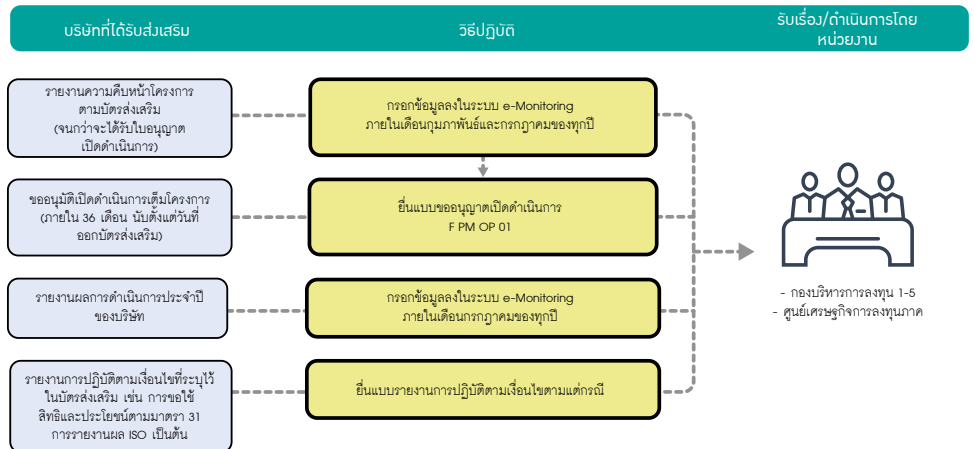 บริษัทที่ได้รับส่งเสริม
วิธีปฏิบัติ
รับเรื่อง/ดำเนินการโดย
หน่วยงาน
รายงานความคืบหน้าโครงการ
ตามบัตรส่งเสริม
(จนกว่าจะได้รับใบอนุญาต
เปิดดำเนินการ)
กรอกข้อมูลลงในระบบ e-Monitoring
ภายในเดือนกุมภาพันธ์และกรกฎาคมของทุกปี
ขออนุมัติเปิดดำเนินการเต็มโครงการ
(ภายใน 36 เดือน นับตั้งแต่วันที่
ออกบัตรส่งเสริม)
ยื่นแบบขออนุญาตเปิดดำเนินการ
F PM OP 01
รายงานผลการดำเนินการประจำปี
ของบริษัท
กรอกข้อมูลลงในระบบ e-Monitoring
ภายในเดือนกรกฎาคมของทุกปี
รายงานการปฏิบัติตามเงื่อนไขที่ระบุไว้
ในบัตรส่งเสริม เช่น การขอใช้
สิทธิและประโยชน์ตามมาตรา 31
การรายงานผล ISO เป็นต้น
ยื่นแบบรายงานการปฏิบัติตามเงื่อนไขตามแต่กรณี
- กองบริหารการลงทุน 1-5
- ศูนย์เศรษฐกิจการลงทุนภาค